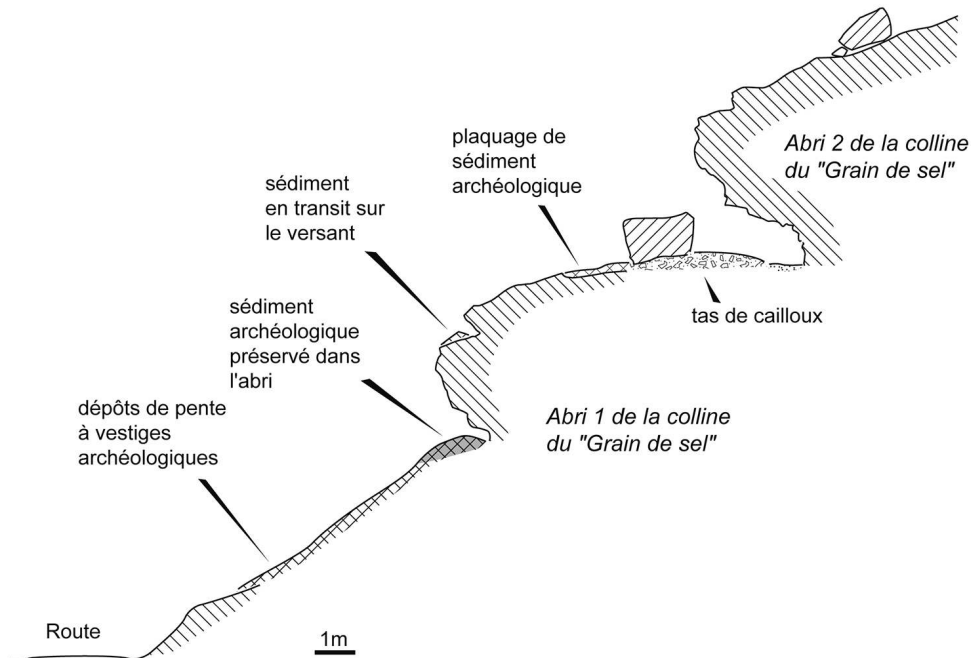 Abri 2 de la colline
du "Grain de sel"
plaquage de
sédiment
archéologique
sédiment
en transit sur
le versant
tas de cailloux
sédiment
archéologique
préservé dans
l'abri
Abri 1 de la colline
du "Grain de sel"
dépôts de pente
à vestiges
archéologiques
Route
1m